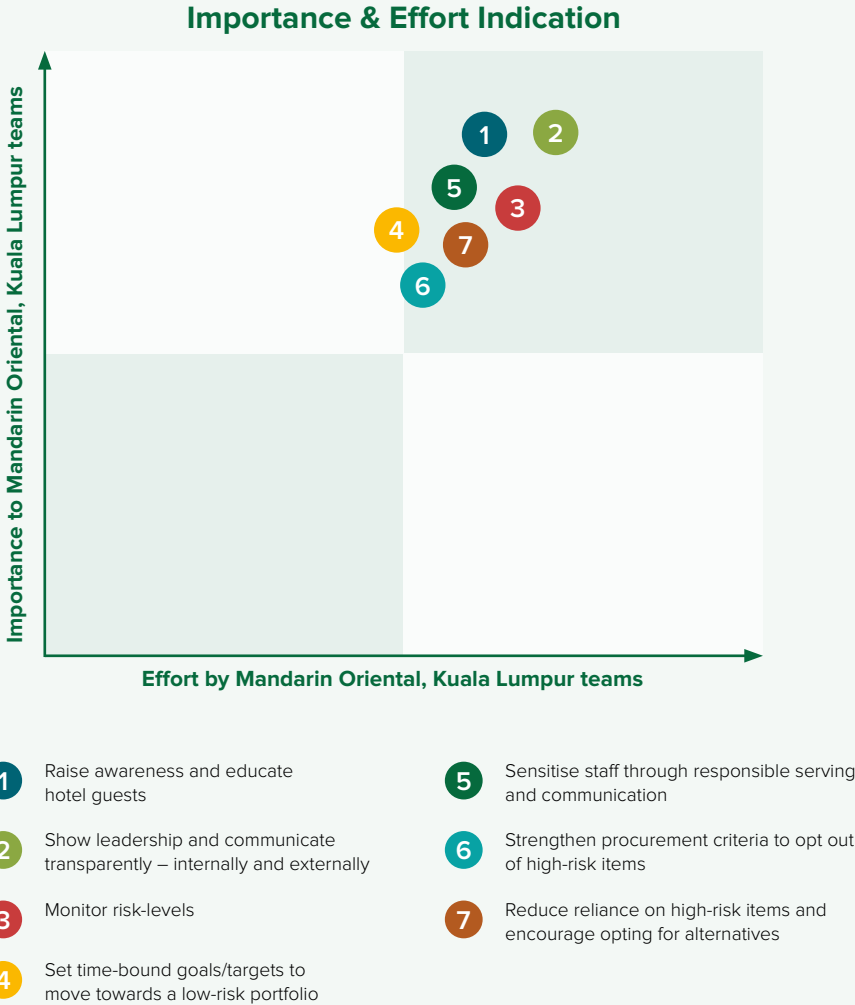 Importance & Effort Indication
Importance to Mandarin Oriental, Kuala Lumpur teams
1
2
5
3
4
7
6
Effort by Mandarin Oriental, Kuala Lumpur teams
1
Raise awareness and educate
hotel guests
2
Show leadership and communicate
transparently – internally and externally
3
Monitor risk-levels
4
Set time-bound goals/targets to
move towards a low-risk portfolio
5
Sensitise staff through responsible serving
and communication
6
Strengthen procurement criteria to opt out
of high-risk items
7
Reduce reliance on high-risk items and
encourage opting for alternatives